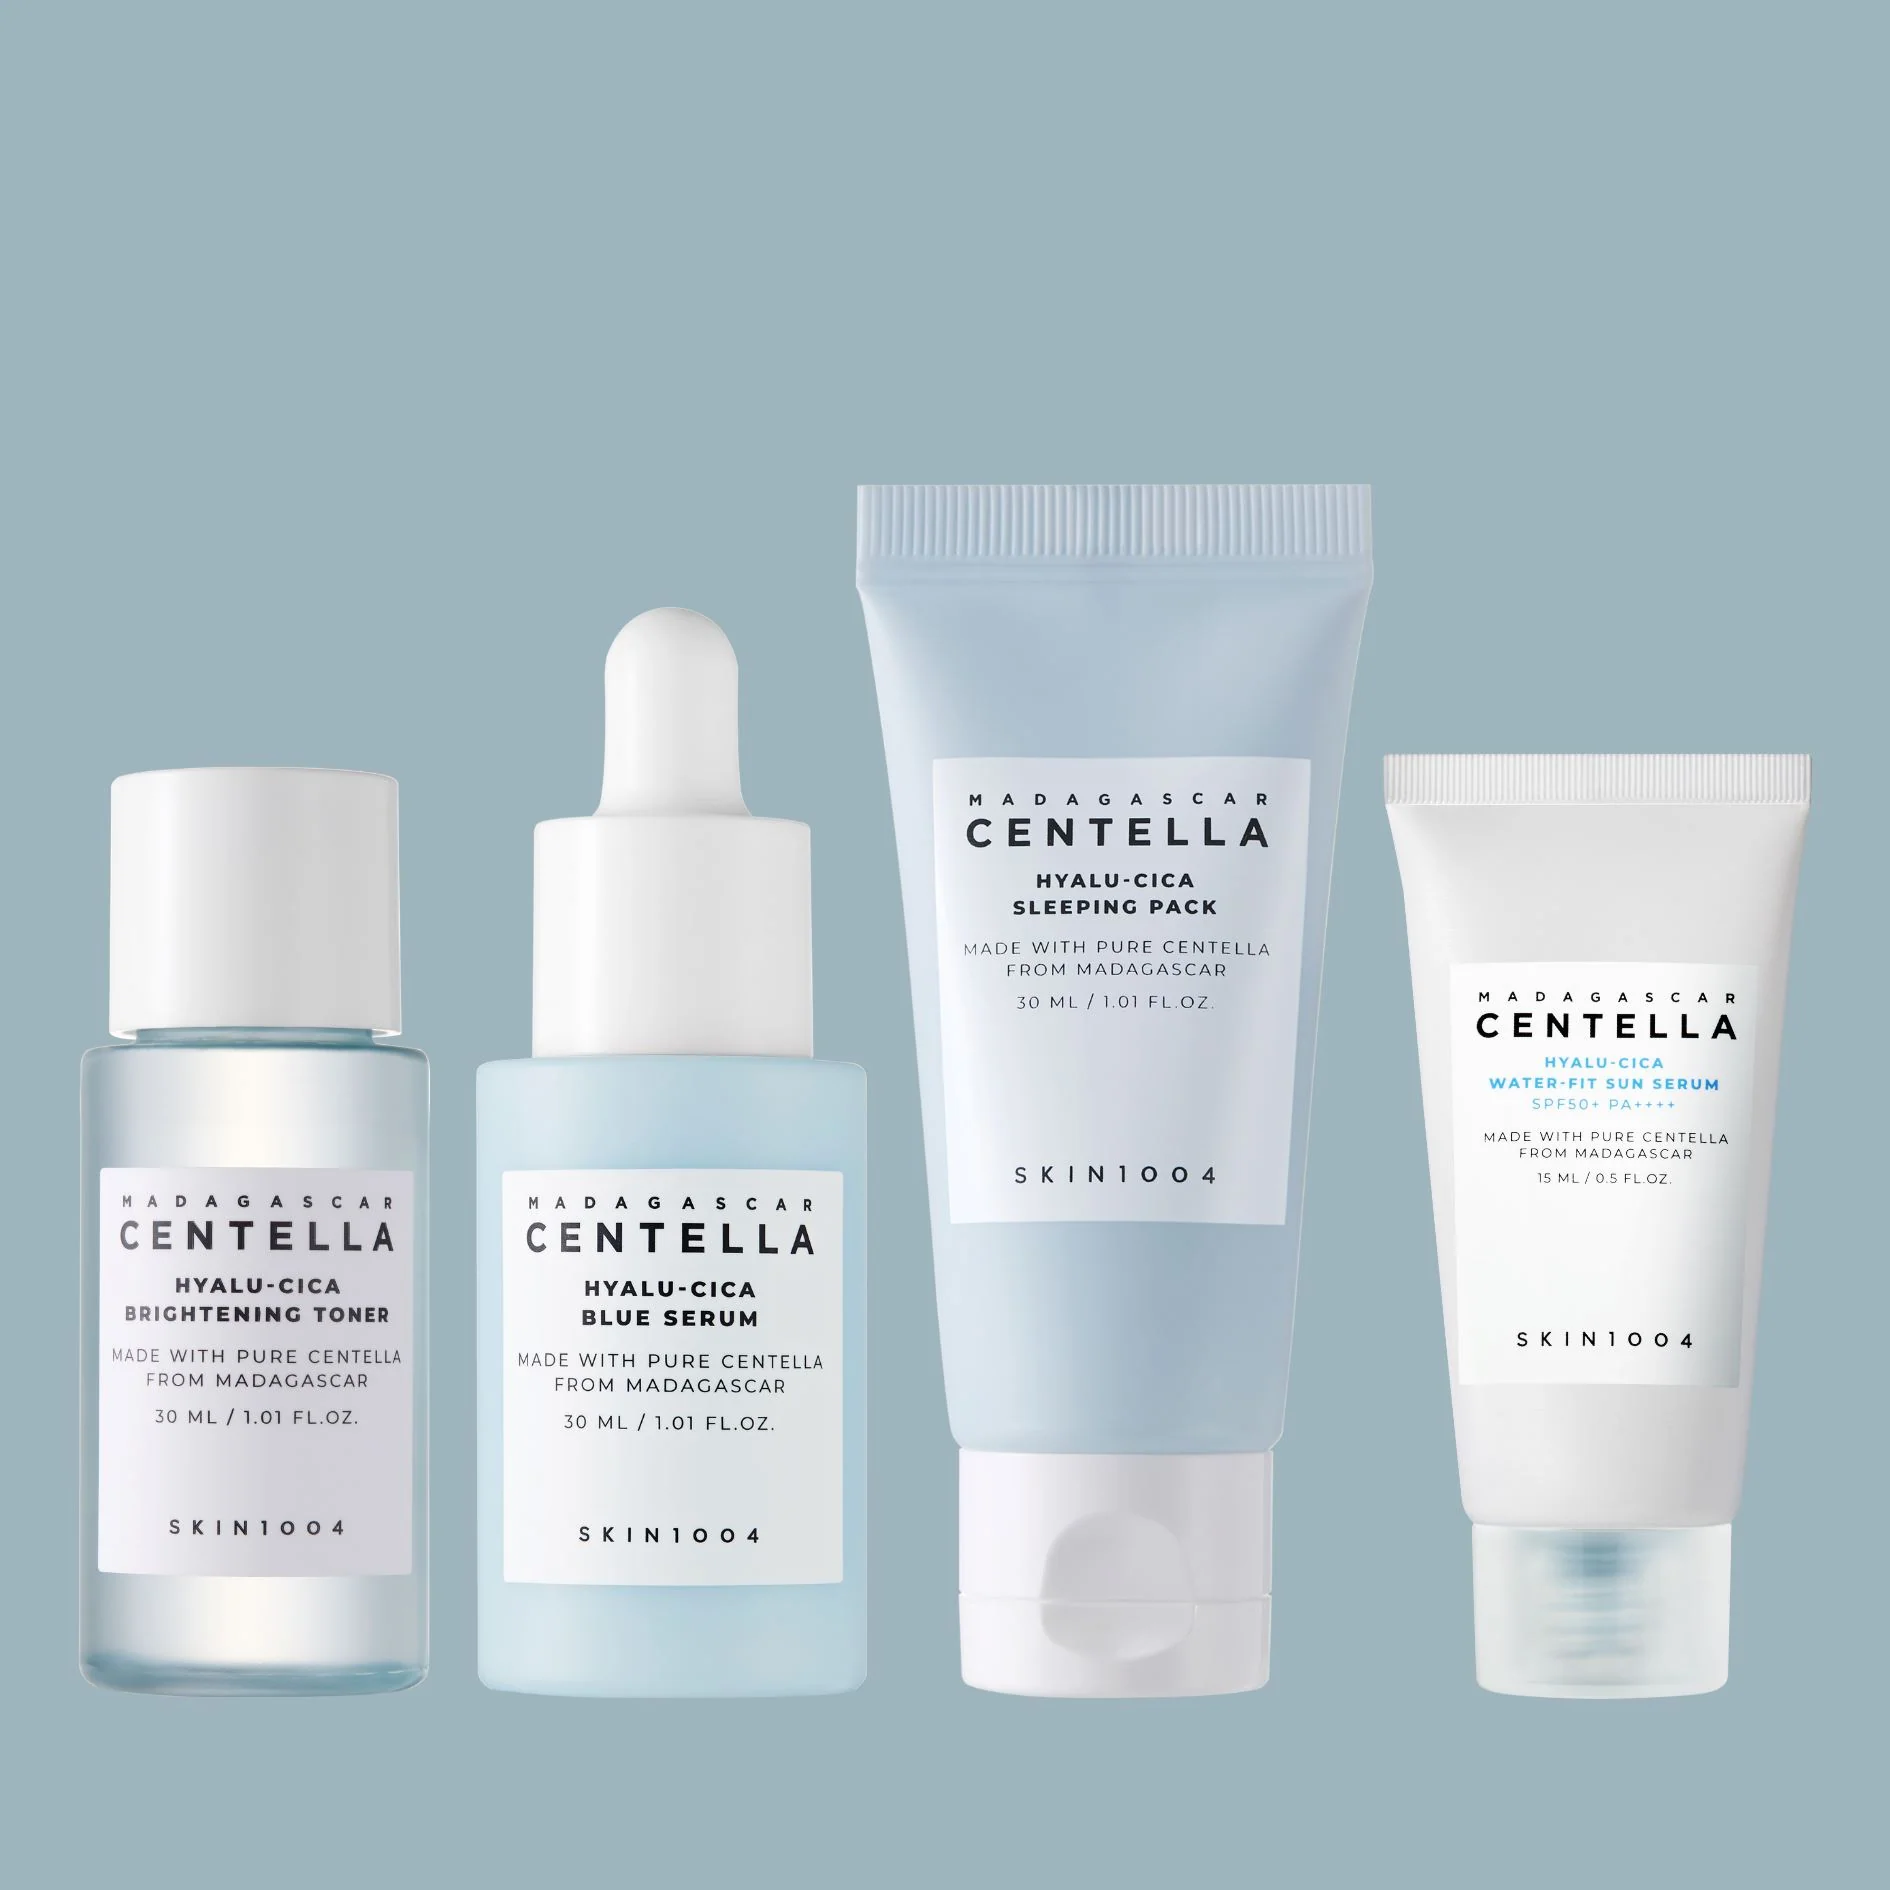 MADAGASCAR
CENTELLA
HYALU-CICA
BRIGHTENING TONER
MADE WITH PURE CENTELLA
FROM MADAGASCAR
30 ML / 1.01 FL.OZ.
SKIN1004
MADAGASCAR
CENTELLA
HYALU-CICA
BLUE SERUM
MADE WITH PURE CENTELLA
FROM MADAGASCAR
30 ML / 1.01 FL.OZ.
SKIN1004
MADAGASCAR
CENTELLA
HYALU-CICA
SLEEPING PACK
MADE WITH PURE CENTELLA
FROM MADAGASCAR
30 ML / 1.01 FL.OZ.
SKIN1004
MADAGASCAR
CENTELLA
HYALU-CICA
WATER-FIT SUN SERUM
SPF50+ PA++++
MADE WITH PURE CENTELLA
FROM MADAGASCAR
15 ML / 0.5 FL.OZ.
SKIN1004